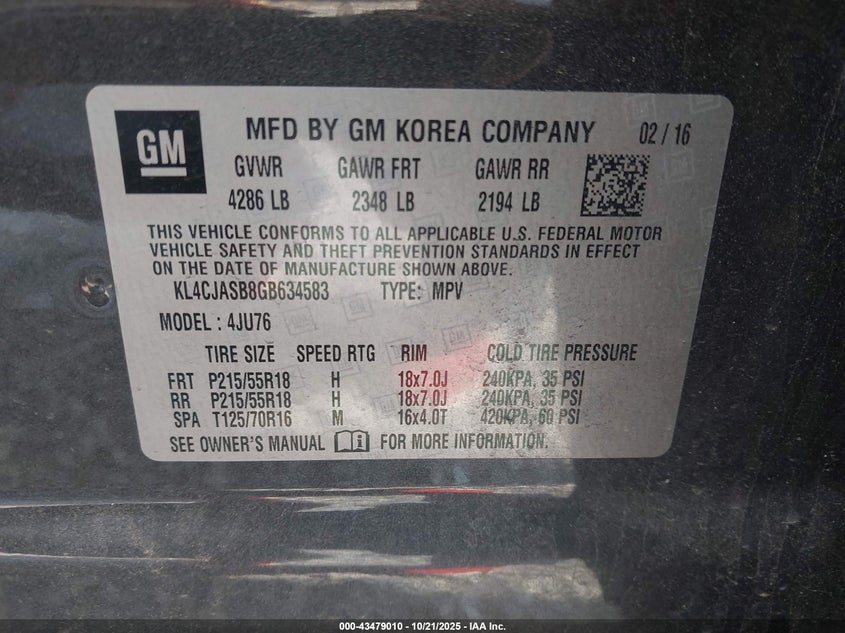 GM
MFD BY GM KOREA COMPANY 02 / 16
GVWR GAWR FRT GAWR RR
4286 LB 2348 LB 2194 LB
THIS VEHICLE CONFORMS TO ALL APPLICABLE U.S. FEDERAL MOTOR
VEHICLE SAFETY AND THEFT PREVENTION STANDARDS IN EFFECT
ON THE DATE OF MANUFACTURE SHOWN ABOVE.
KL4CJASB8GB634583 TYPE: MPV
MODEL : 4JU76
TIRE SIZE SPEED RTG RIM COLD TIRE PRESSURE
FRT P215/55R18 H 18x7.0J 240KPA, 35 PSI
RR P215/55R18 H 18x7.0J 240KPA, 35 PSI
SPA T125/70R16 M 16x4.0T 420KPA, 60 PSI
SEE OWNER'S MANUAL FOR MORE INFORMATION.
000-43479010 - 10/21/2025 - IAA Inc.